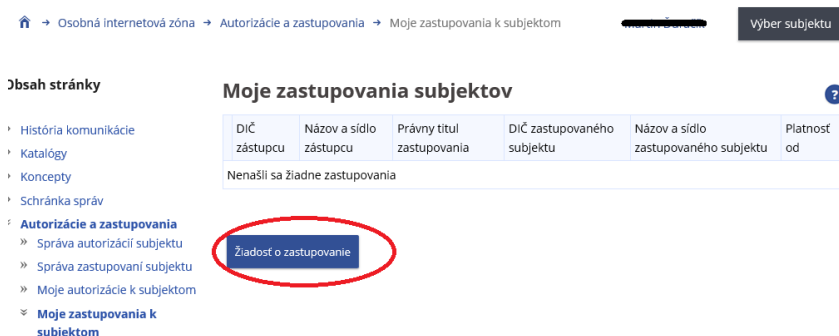 Osobná internetová zóna → Autorizácie a zastupovania → Moje zastupovania k subjektom
Výber subjektu
Obsah stránky
Moje zastupovania subjektov
?
História komunikácie
Katalógy
Koncepty
Schránka správ
Autorizácie a zastupovania
» Správa autorizácií subjektu
» Správa zastupovaní subjektu
» Moje autorizácie k subjektom
Moje zastupovania k
subjektom
DIČ
zástupcu
Názov a sídlo
zástupcu
Právny titul
zastupovania
DIČ zastupovaného
subjektu
Názov a sídlo
zastupovaného subjektu
Platnosť
od
Nenašli sa žiadne zastupovania
Žiadosť o zastupovanie